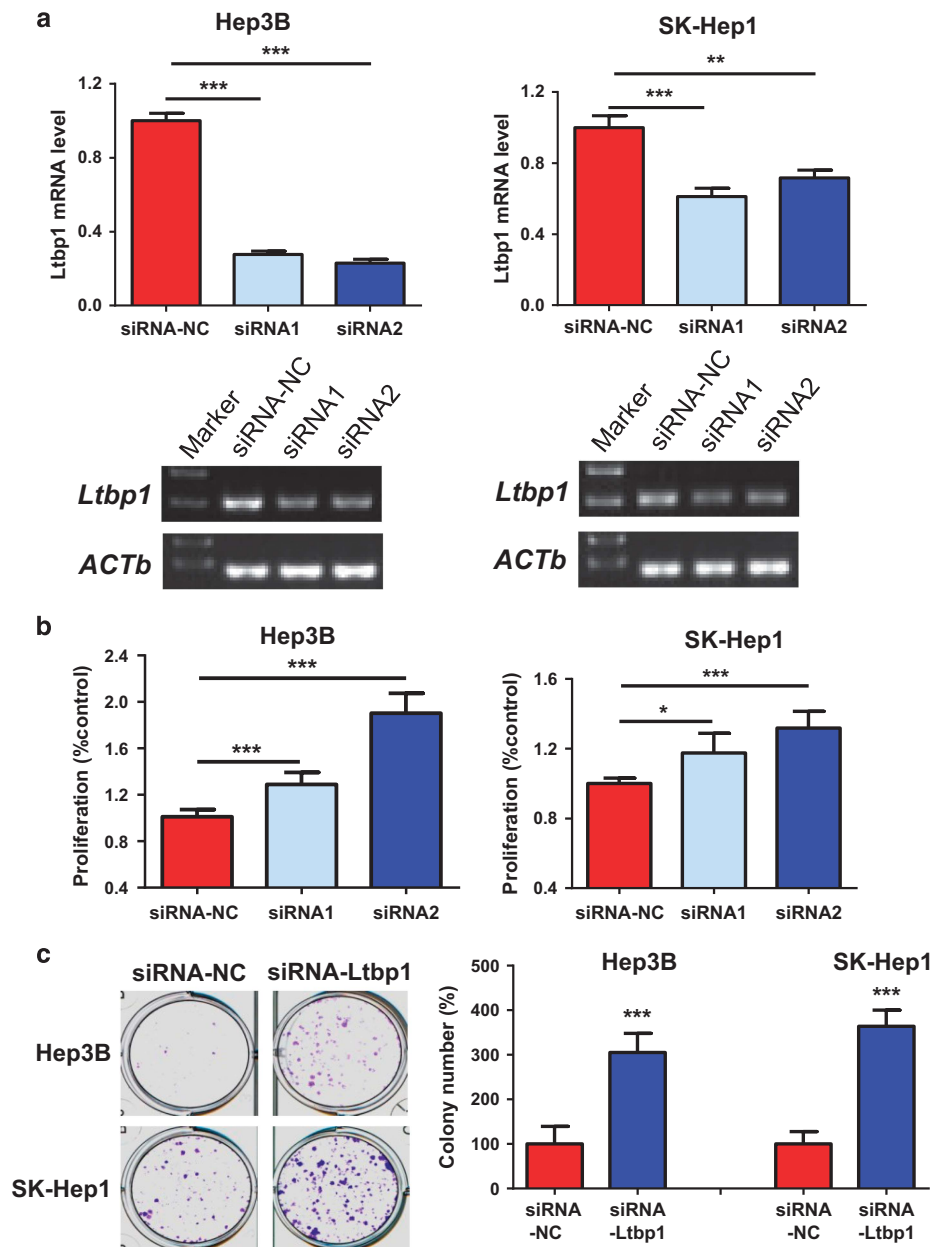 a
Hep3B
SK-Hep1
***
***
Ltbp1 mRNA level
1.2
0.8
0.4
0.0
siRNA-NC siRNA1 siRNA2
**
***
Ltbp1 mRNA level
1.2
0.8
0.4
0.0
siRNA-NC siRNA1 siRNA2
Marker siRNA-NC siRNA1 siRNA2
Ltbp1
ACTb
Marker siRNA-NC siRNA1 siRNA2
Ltbp1
ACTb
b
Hep3B
***
***
Proliferation (%control)
2.4
2.0
1.6
1.2
0.8
0.4
siRNA-NC siRNA1 siRNA2
SK-Hep1
***
*
Proliferation (%control)
1.6
1.2
0.8
0.4
siRNA-NC siRNA1 siRNA2
c
siRNA-NC siRNA-Ltbp1
Hep3B
SK-Hep1
Hep3B SK-Hep1
*** ***
Colony number (%)
500
400
300
200
100
0
siRNA siRNA siRNA siRNA
-NC -Ltbp1 -NC -Ltbp1